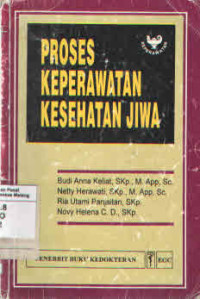 PROSES
KEPERAWATAN
KESEHATAN JIWA
Budi Anna Keliat, SKp., M. App, Sc.
Netty Herawati, SKp., M. App, Sc.
Ria Utami Panjaitan, SKp.
Novy Helena C. D., SKp.
PENERBIT BUKU KEDOKTERAN EGC